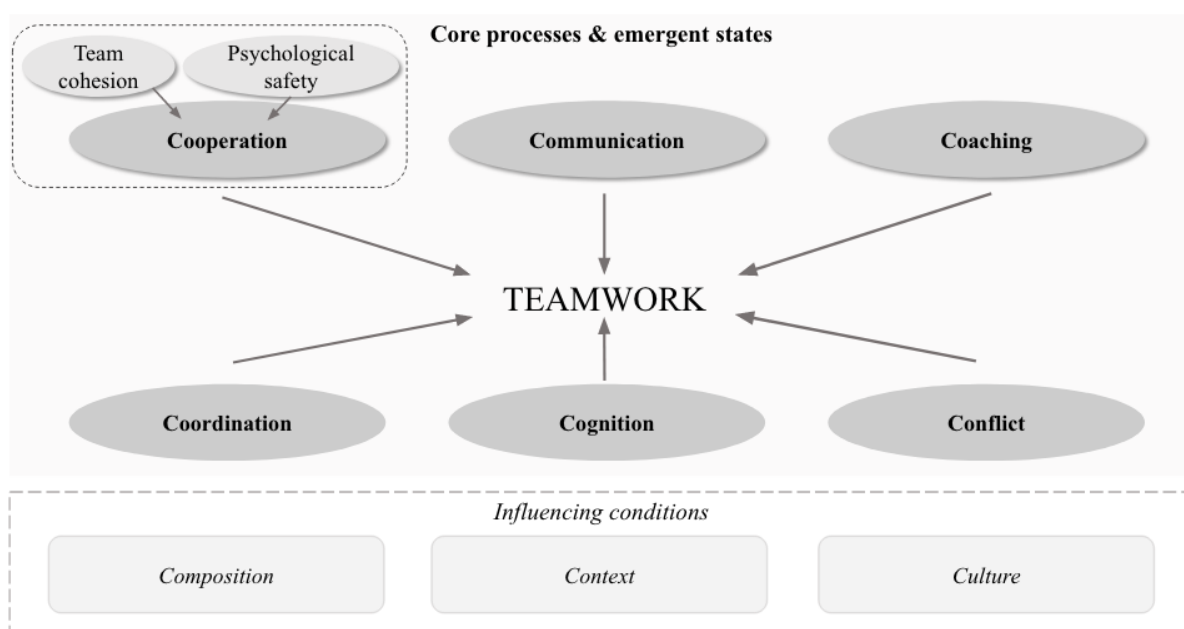 Core processes & emergent states
Team
cohesion
Psychological
safety
Cooperation
Communication
Coaching
TEAMWORK
Coordination
Cognition
Conflict
Influencing conditions
Composition
Context
Culture